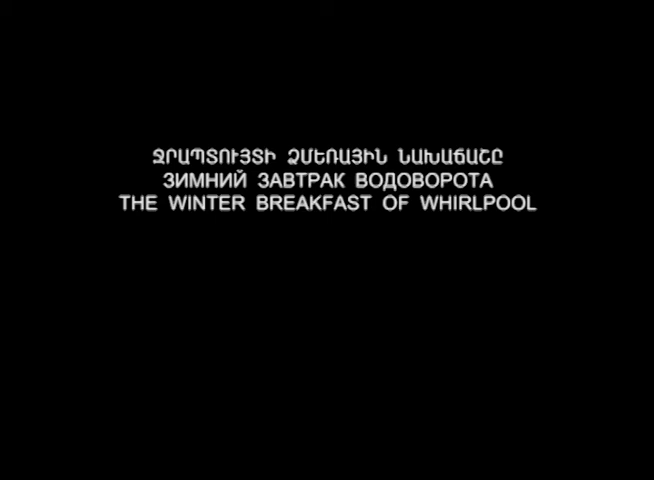 ՋՐԱՊՏՈՒՅՏԻ ՁՄԵՌԱՅԻՆ ՆԱԽԱՃԱՇԸ
ЗИМНИЙ ЗАВТРАК ВОДОВОРОТА
THE WINTER BREAKFAST OF WHIRLPOOL